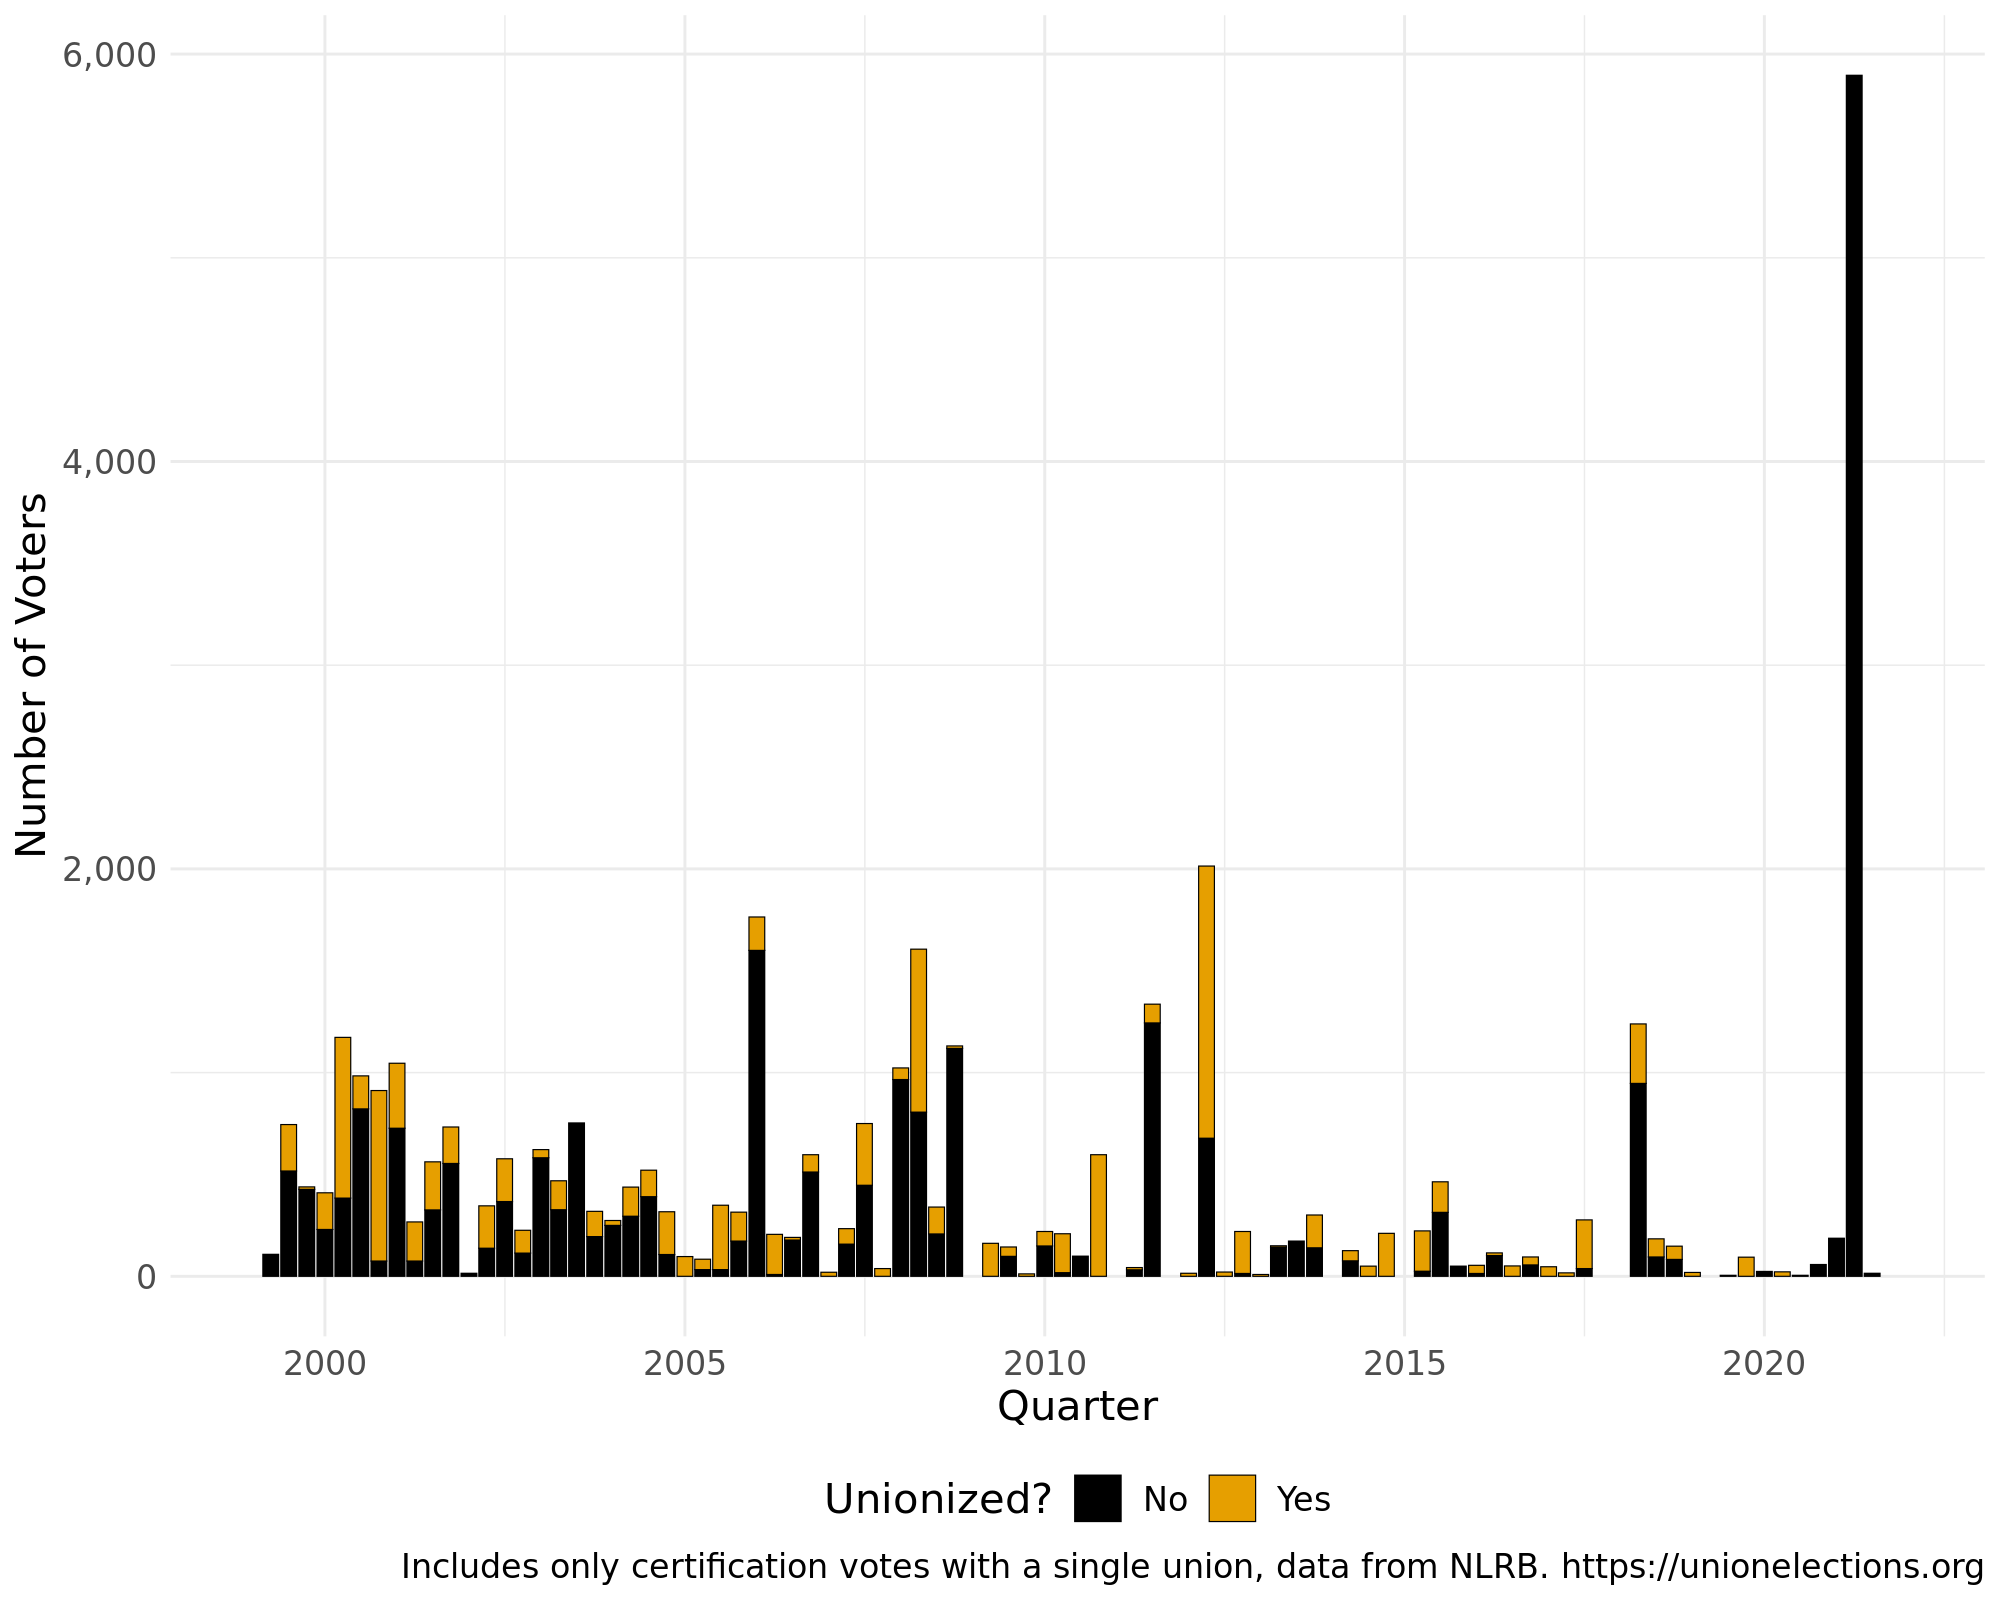 6,000
4,000
2,000
0
Number of Voters
2000 2005 2010 2015 2020
Quarter
Unionized? No Yes
Includes only certification votes with a single union, data from NLRB. https://unionelections.org